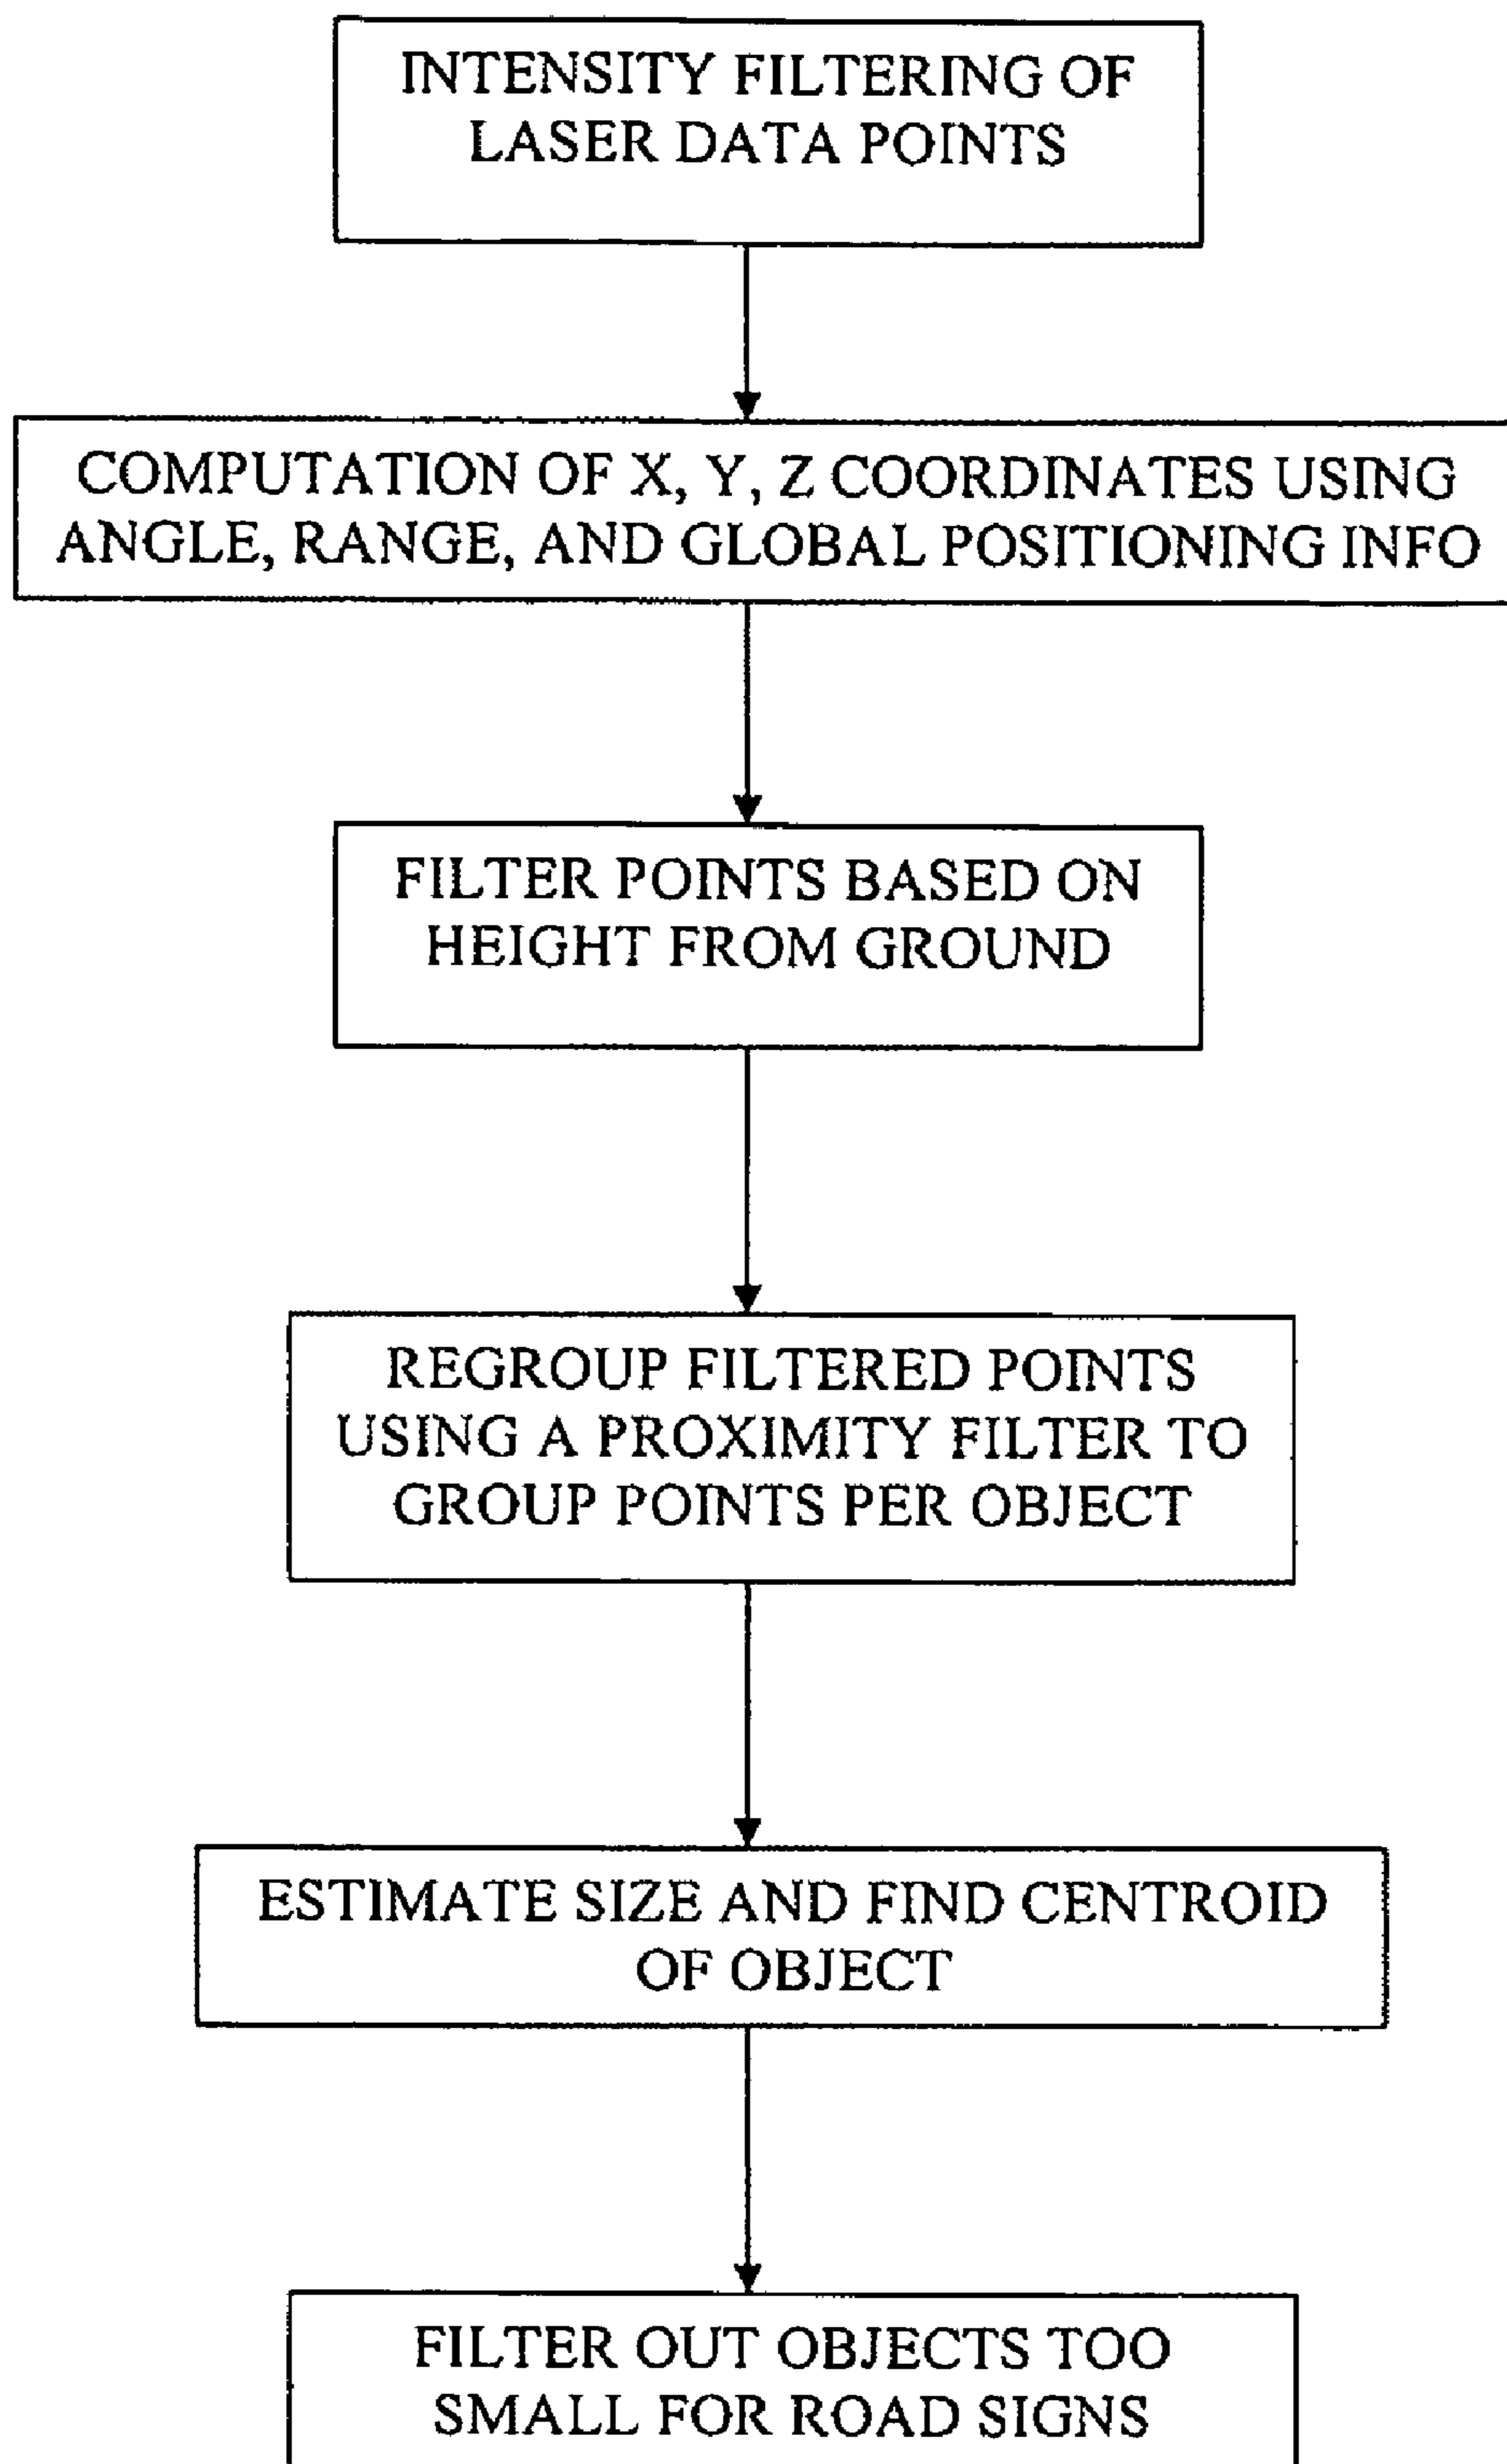 INTENSITY FILTERING OF
LASER DATA POINTS
COMPUTATION OF X, Y, Z COORDINATES USING
ANGLE, RANGE, AND GLOBAL POSITIONING INFO
FILTER POINTS BASED ON
HEIGHT FROM GROUND
REGROUP FILTERED POINTS
USING A PROXIMITY FILTER TO
GROUP POINTS PER OBJECT
ESTIMATE SIZE AND FIND CENTROID
OF OBJECT
FILTER OUT OBJECTS TOO
SMALL FOR ROAD SIGNS